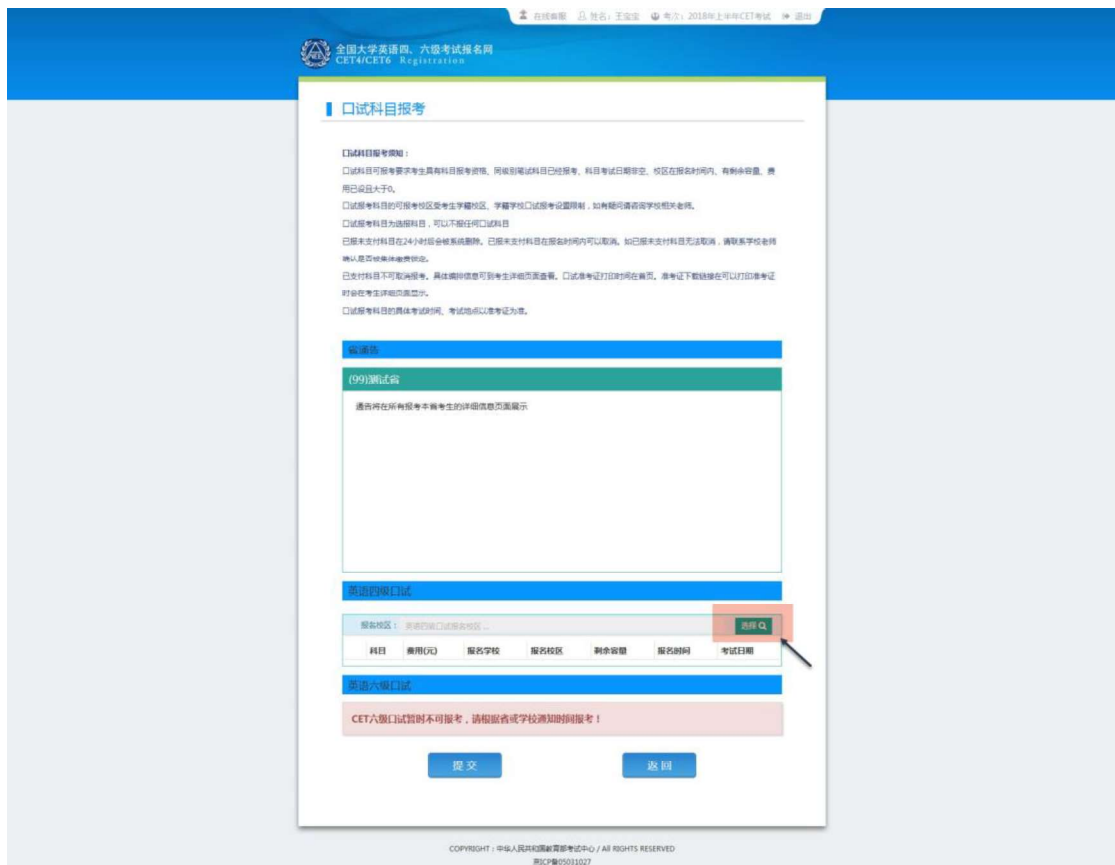 在线客服 姓名：王宝宝 考次：2018年上半年CET考试 退出
全国大学英语四、六级考试报名网
CET4/CET6 Registration
口试科目报考
口试科目报考须知：
口试科目可报考要求考生具有科目报考资格、同级别笔试科目已经报考、科目考试日期非空、校区在报名时间内、有剩余容量、费
用已设且大于0。
口试报考科目的可报考校区受考生学籍校区、学籍学校口试报考设置限制，如有疑问请咨询学校相关老师。
口试报考科目为选报科目，可以不报任何口试科目
已报未支付科目在24小时后会被系统删除。已报未支付科目在报名时间内可以取消。如已报未支付科目无法取消，请联系学校老师
确认是否被集体缴费锁定。
已支付科目不可取消报考。具体编排信息可到考生详细页面查看。口试准考证打印时间在首页。准考证下载链接在可以打印准考证
时会在考生详细页面显示。
口试报考科目的具体考试时间、考试地点以准考证为准。
省通告
(99)测试省
通告将在所有报考本省考生的详细信息页面展示
英语四级口试
报名校区： 英语四级口试报名校区 ... 选择
科目 费用(元) 报名学校 报名校区 剩余容量 报名时间 考试日期
英语六级口试
CET六级口试暂时不可报考，请根据省或学校通知时间报考！
提 交 返 回
COPYRIGHT：中华人民共和国教育部考试中心 / All RIGHTS RESERVED
京ICP备05031027